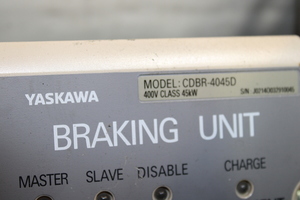 MODEL: CDBR-4045D
400V CLASS 45kW
YASKAWA
BRAKING UNIT
MASTER SLAVE DISABLE CHARGE